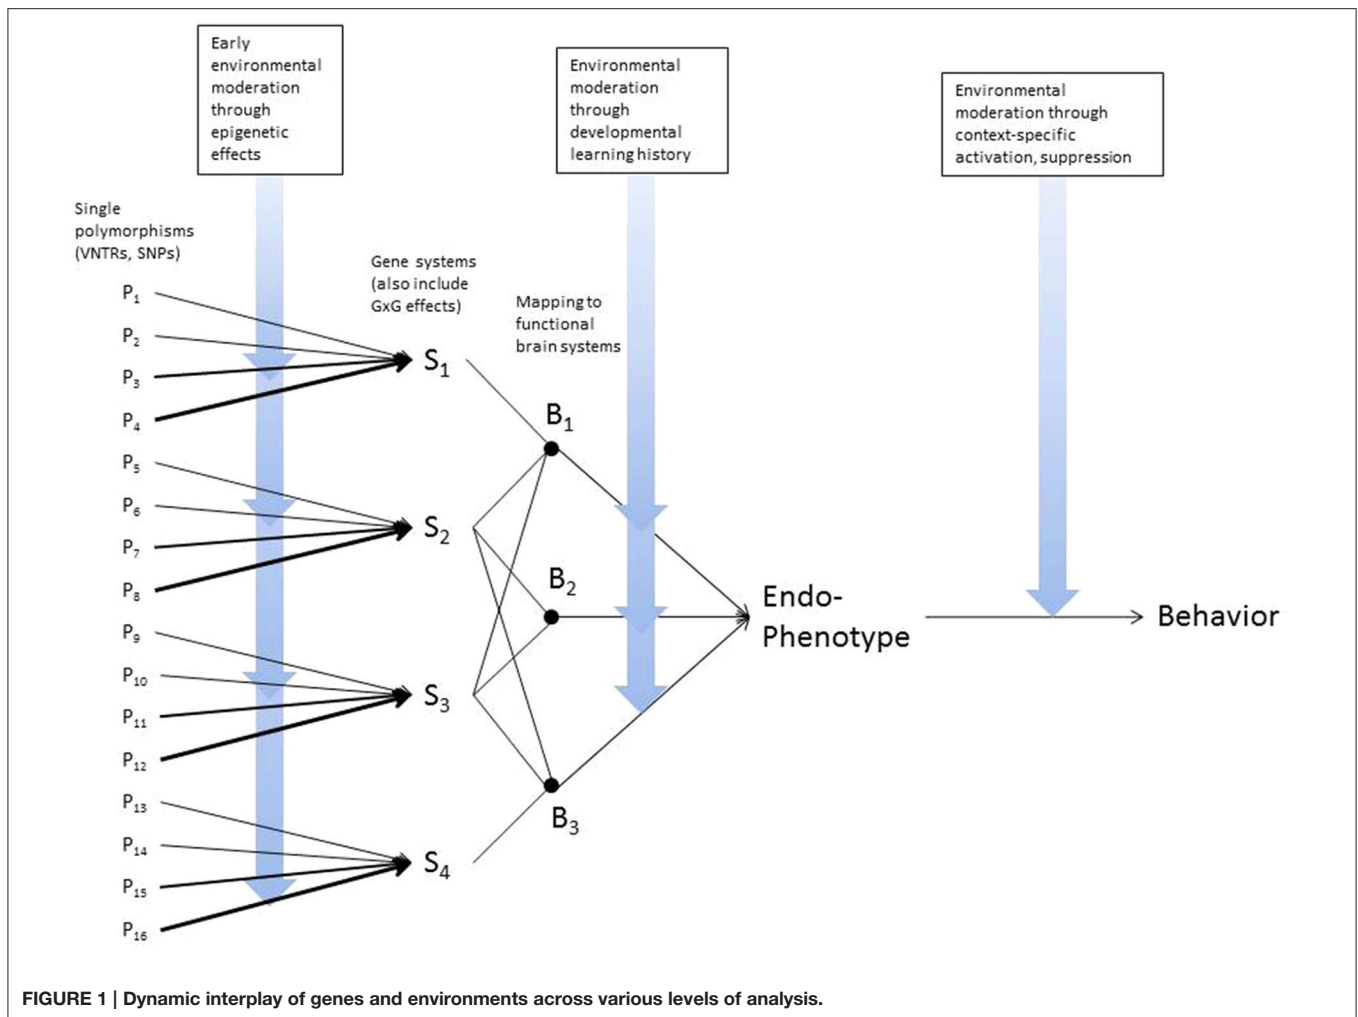 Early
environmental
moderation
through
epigenetic
effects
Environmental
moderation
through
developmental
learning history
Environmental
moderation through
context-specific
activation, suppression
Single
polymorphisms
(VNTRs, SNPs)
Gene systems
(also include
GxG effects)
Mapping to
functional
brain systems
P1
P2
P3
P4
P5
P6
P7
P8
P9
P10
P11
P12
P13
P14
P15
P16
S1
S2
S3
S4
B1
B2
B3
Endo-
Phenotype
Behavior
FIGURE 1 | Dynamic interplay of genes and environments across various levels of analysis.